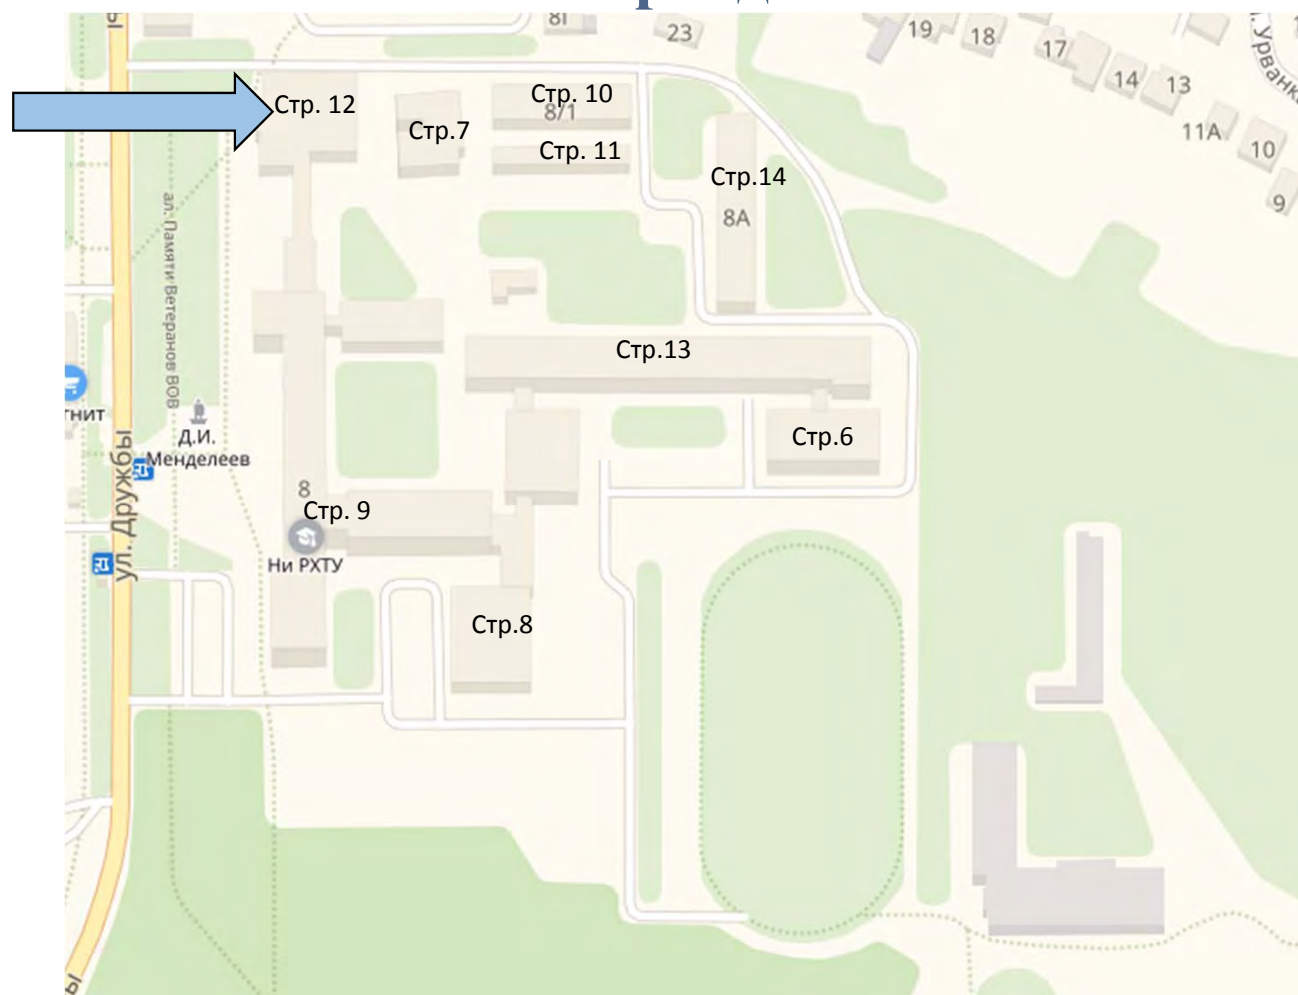 8Г
23
19
18
17
14
13
11А
10
9
Стр. 12
Стр.7
Стр. 10
8/1
Стр. 11
Стр.14
8А
ал. Памяти Ветеранов ВОВ
Стр.13
гнит
Д.И.
Менделеев
ул. Дружбы
Стр.6
8
Стр. 9
Ни РХТУ
Стр.8